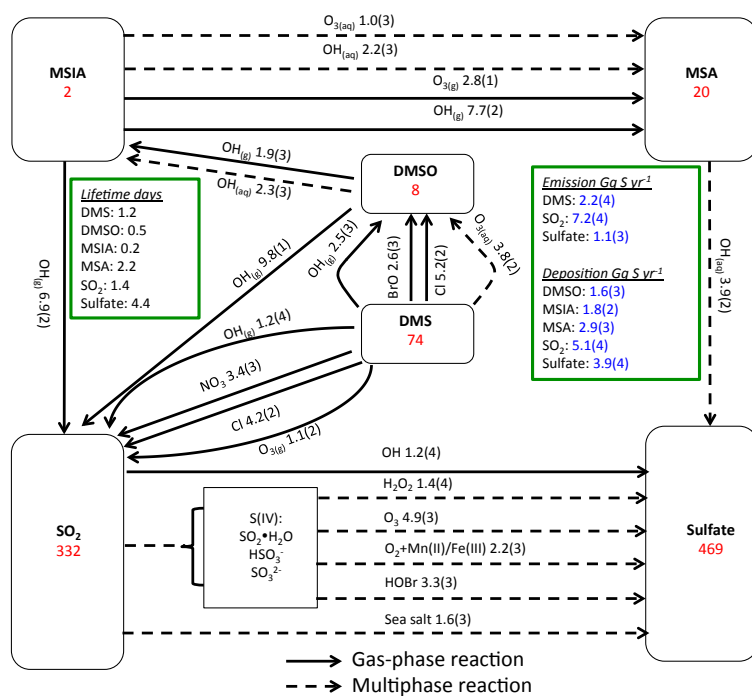 O3(aq) 1.0(3)
OH(aq) 2.2(3)
O3(g) 2.8(1)
OH(g) 7.7(2)
MSIA
2
MSA
20
OH(g) 1.9(3)
OH(aq) 2.3(3)
DMSO
8
Lifetime days
DMS: 1.2
DMSO: 0.5
MSIA: 0.2
MSA: 2.2
SO2: 1.4
Sulfate: 4.4
Emission Gg S yr-1
DMS: 2.2(4)
SO2: 7.2(4)
Sulfate: 1.1(3)
Deposition Gg S yr-1
DMSO: 1.6(3)
MSIA: 1.8(2)
MSA: 2.9(3)
SO2: 5.1(4)
Sulfate: 3.9(4)
OH(g) 6.9(2)
OH(g) 9.8(1)
OH(g) 2.5(3)
BrO 2.6(3)
Cl 5.2(2)
O3(aq) 3.8(2)
OH(aq) 3.9(2)
DMS
74
OH(g) 1.2(4)
NO3 3.4(3)
Cl 4.2(2)
O3(g) 1.1(2)
OH 1.2(4)
H2O2 1.4(4)
O3 4.9(3)
O2+Mn(II)/Fe(III) 2.2(3)
HOBr 3.3(3)
Sea salt 1.6(3)
S(IV):
SO2•H2O
HSO3-
SO32-
SO2
332
Sulfate
469
Gas-phase reaction
Multiphase reaction